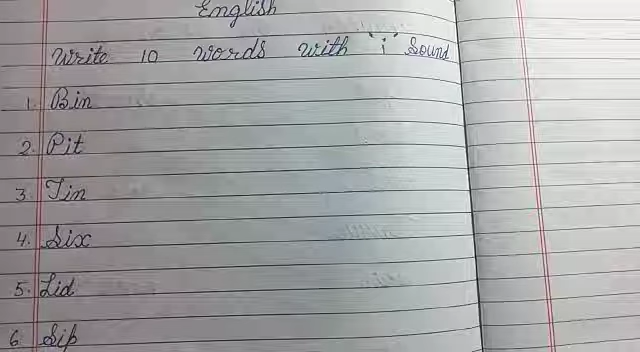 English
Write 10 words with "i" Sound
1. Bin
2. Pit
3. Tin
4. Six
5. Lid
6 Sip